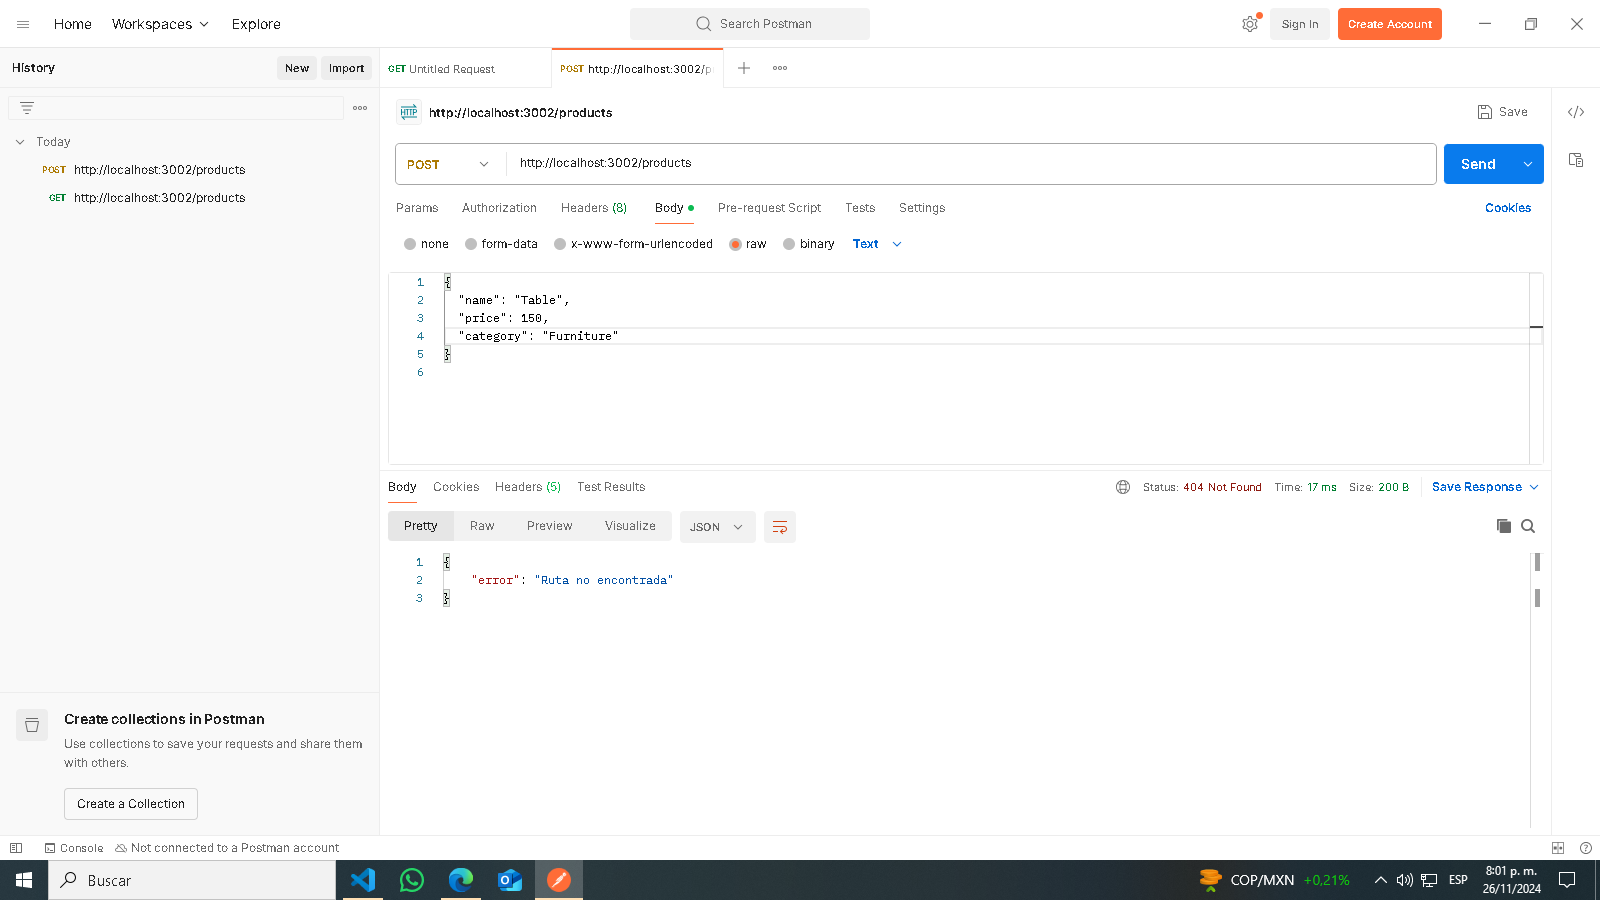 Home
Workspaces
Explore
Search Postman
Sign In
Create Account
History
New
Import
GET Untitled Request
POST http://localhost:3002/p
HTTP http://localhost:3002/products
Save
Today
POST http://localhost:3002/products
GET http://localhost:3002/products
POST
http://localhost:3002/products
Send
Params
Authorization
Headers (8)
Body
Pre-request Script
Tests
Settings
Cookies
none
form-data
x-www-form-urlencoded
raw
binary
Text
1 {
2 "name": "Table",
3 "price": 150,
4 "category": "Furniture"
5 }
6
Body
Cookies
Headers (5)
Test Results
Status: 404 Not Found
Time: 17 ms
Size: 200 B
Save Response
Pretty
Raw
Preview
Visualize
JSON
1 {
2 "error": "Ruta no encontrada"
3 }
Create collections in Postman
Use collections to save your requests and share them
with others.
Create a Collection
Console
Not connected to a Postman account
Buscar
COP/MXN +0,21%
ESP
8:01 p. m.
26/11/2024